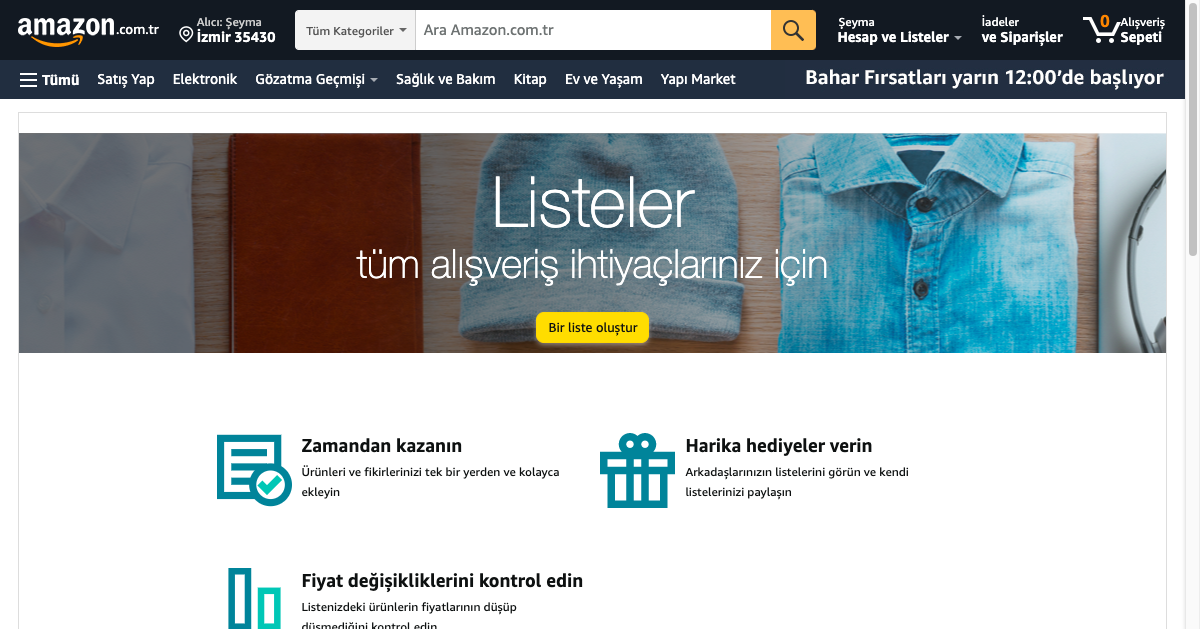 amazon.com.tr
Alıcı: Şeyma
İzmir 35430
Tüm Kategoriler
Ara Amazon.com.tr
Şeyma
Hesap ve Listeler
İadeler
ve Siparişler
0
Alışveriş
Sepeti
Tümü
Satış Yap
Elektronik
Gözatma Geçmişi
Sağlık ve Bakım
Kitap
Ev ve Yaşam
Yapı Market
Bahar Fırsatları yarın 12:00’de başlıyor
Listeler
tüm alışveriş ihtiyaçlarınız için
Bir liste oluştur
Zamandan kazanın
Ürünleri ve fikirlerinizi tek bir yerden ve kolayca
ekleyin
Harika hediyeler verin
Arkadaşlarınızın listelerini görün ve kendi
listelerinizi paylaşın
Fiyat değişikliklerini kontrol edin
Listenizdeki ürünlerin fiyatlarının düşüp
düşmediğini kontrol edin